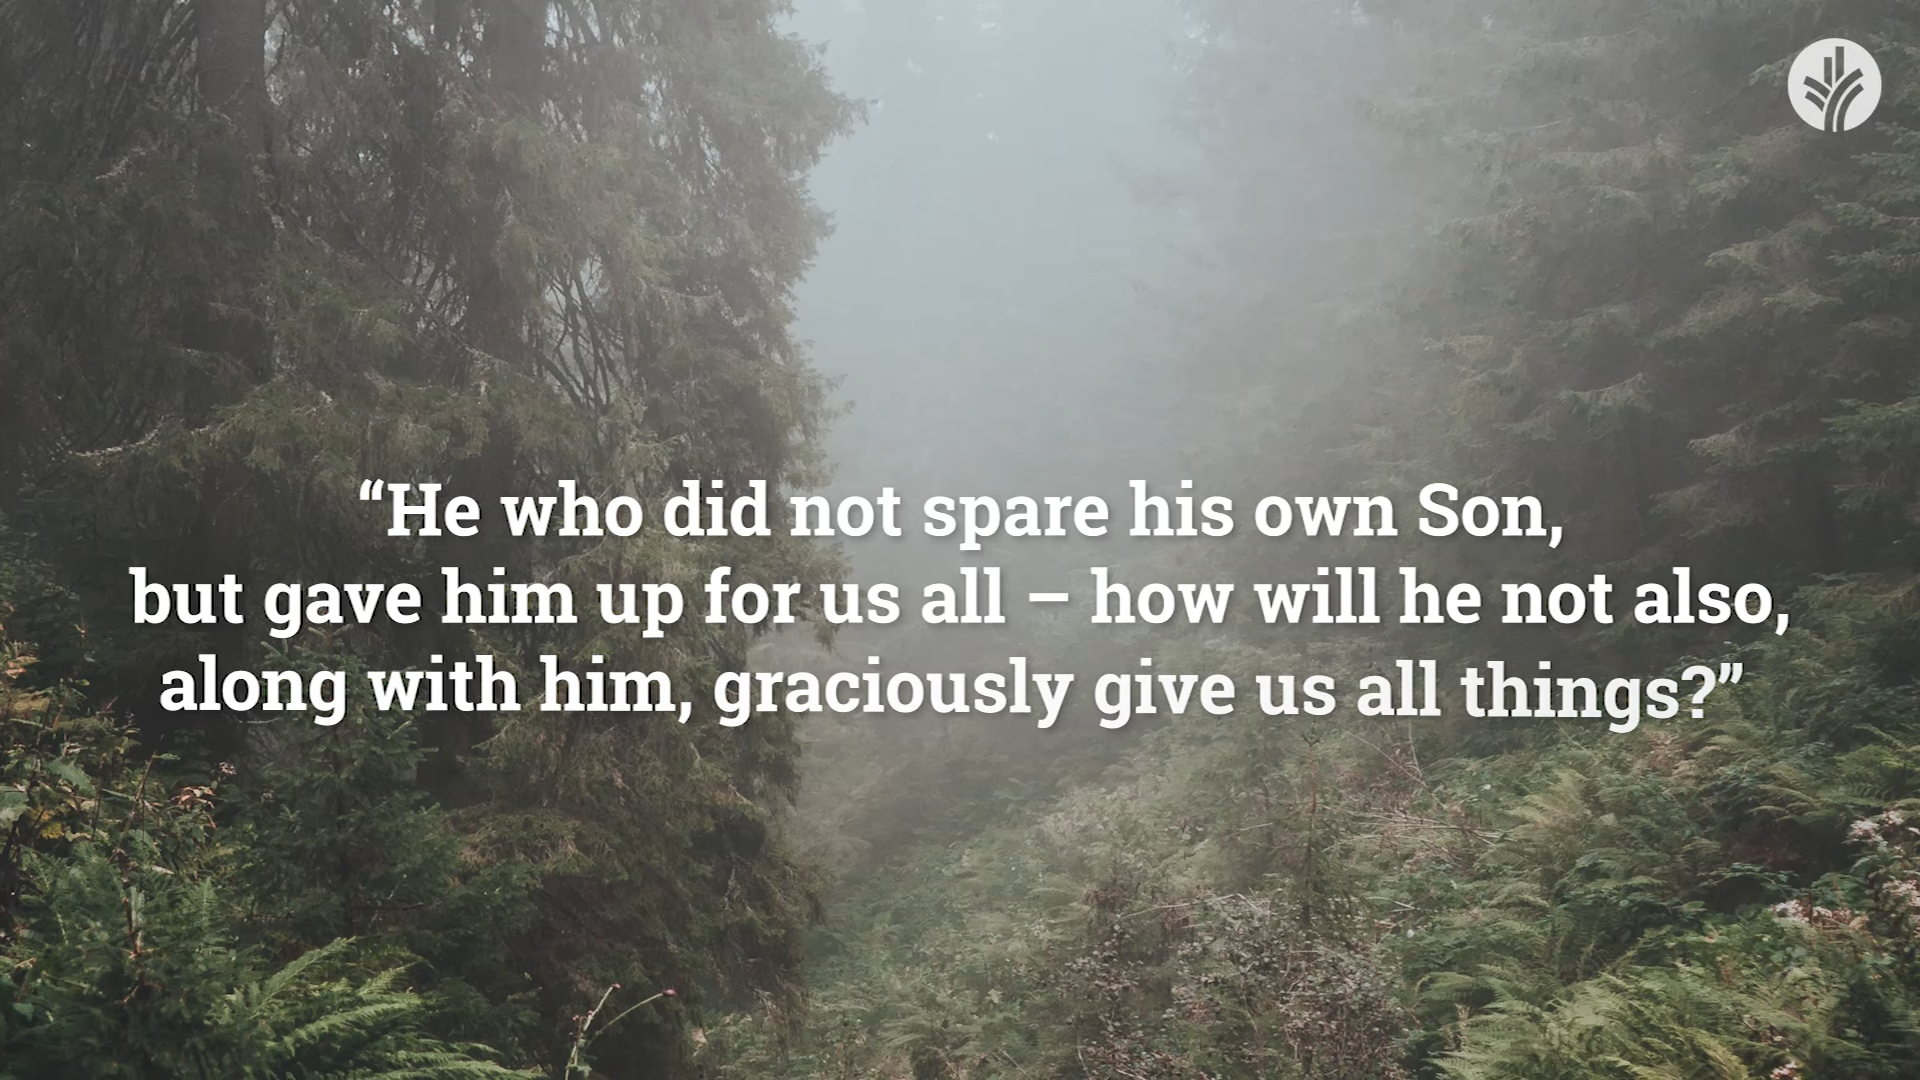 “He who did not spare his own Son,
but gave him up for us all – how will he not also,
along with him, graciously give us all things?”